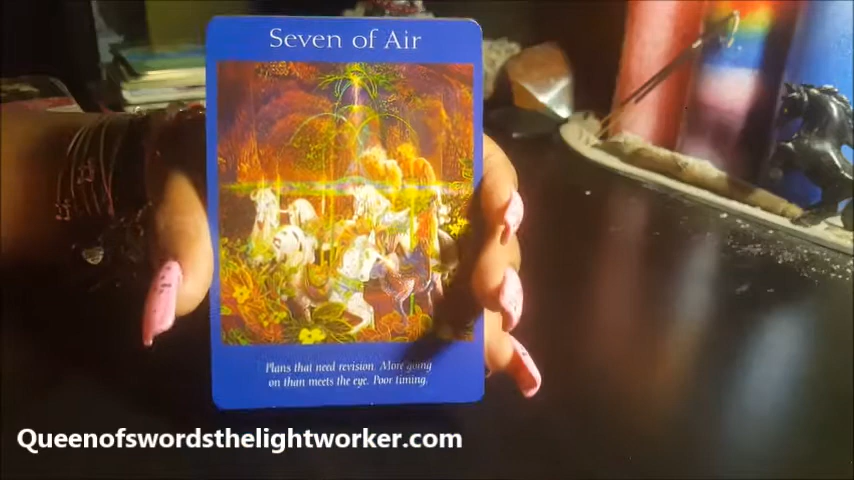 Seven of Air
Plans that need revision. More going
on than meets the eye. Poor timing.
Queenofswordsthelightworker.com